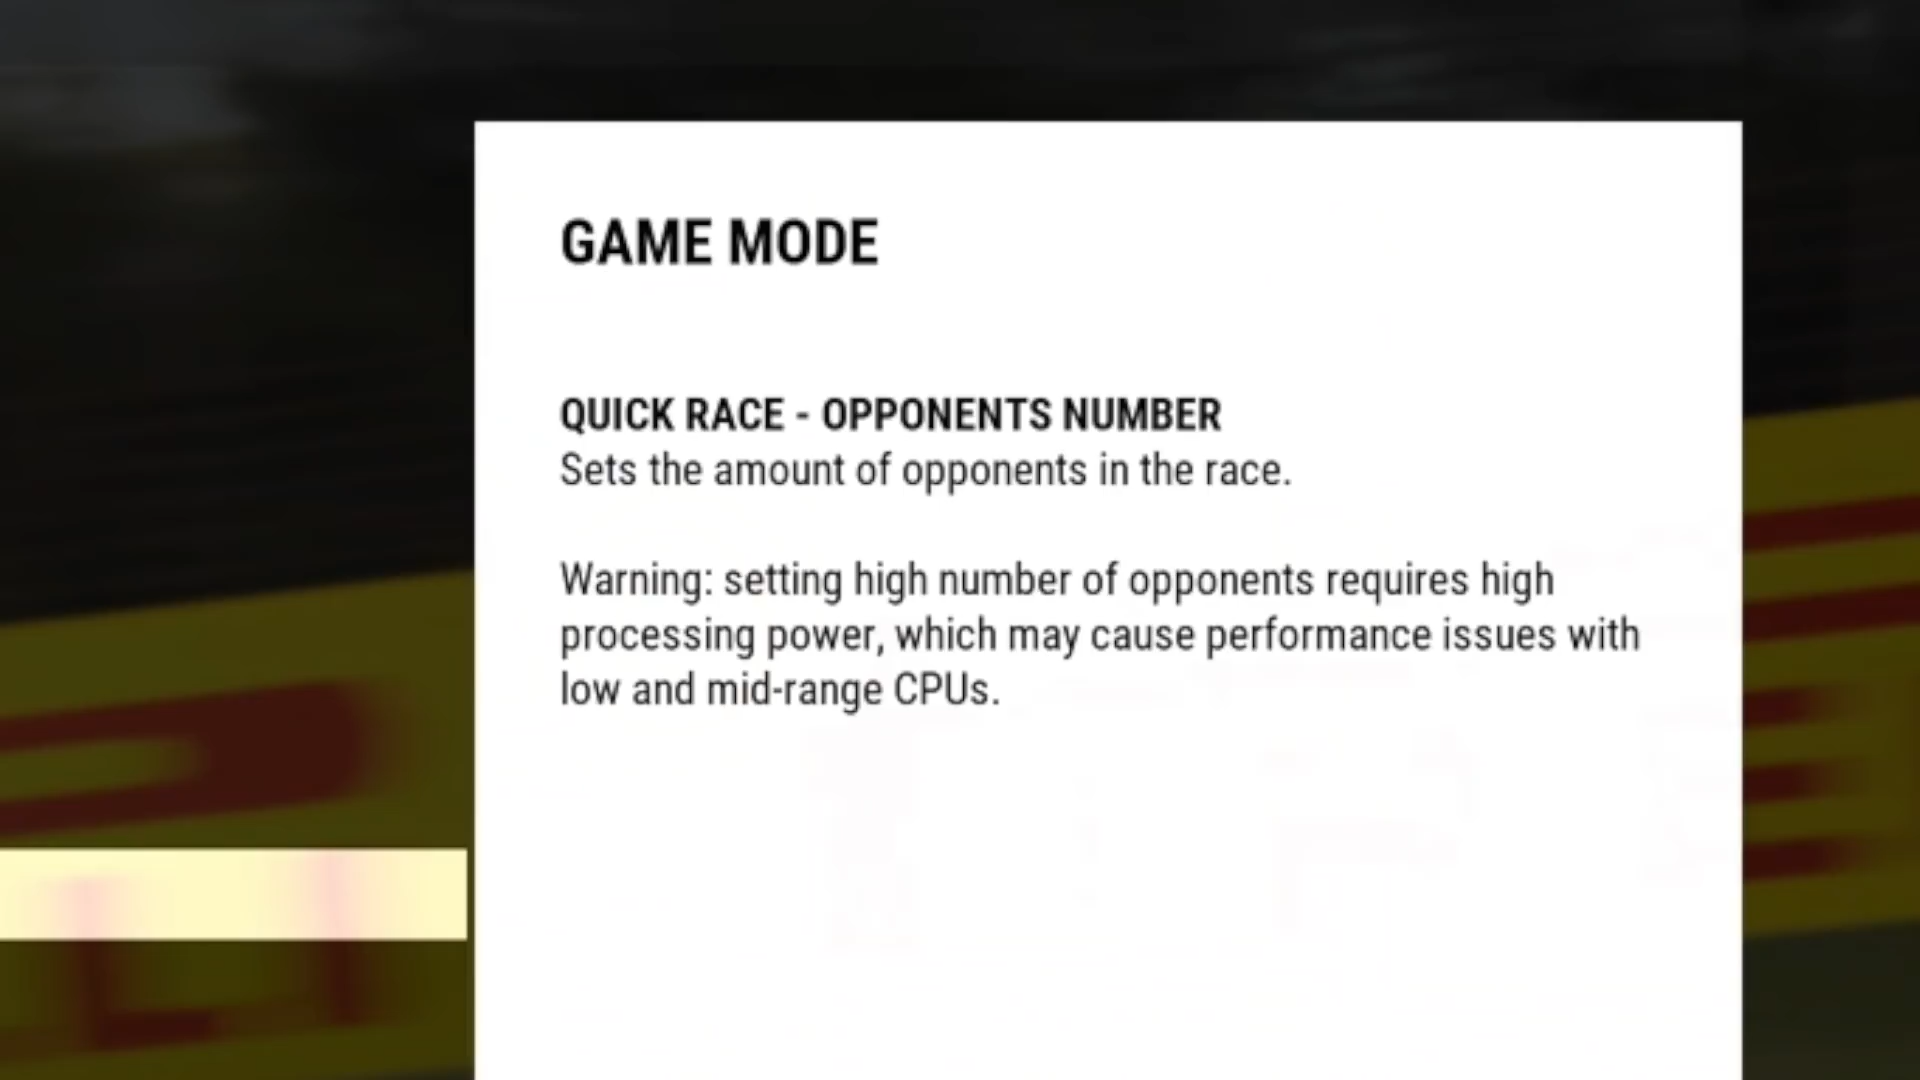 GAME MODE
QUICK RACE - OPPONENTS NUMBER
Sets the amount of opponents in the race.
Warning: setting high number of opponents requires high
processing power, which may cause performance issues with
low and mid-range CPUs.